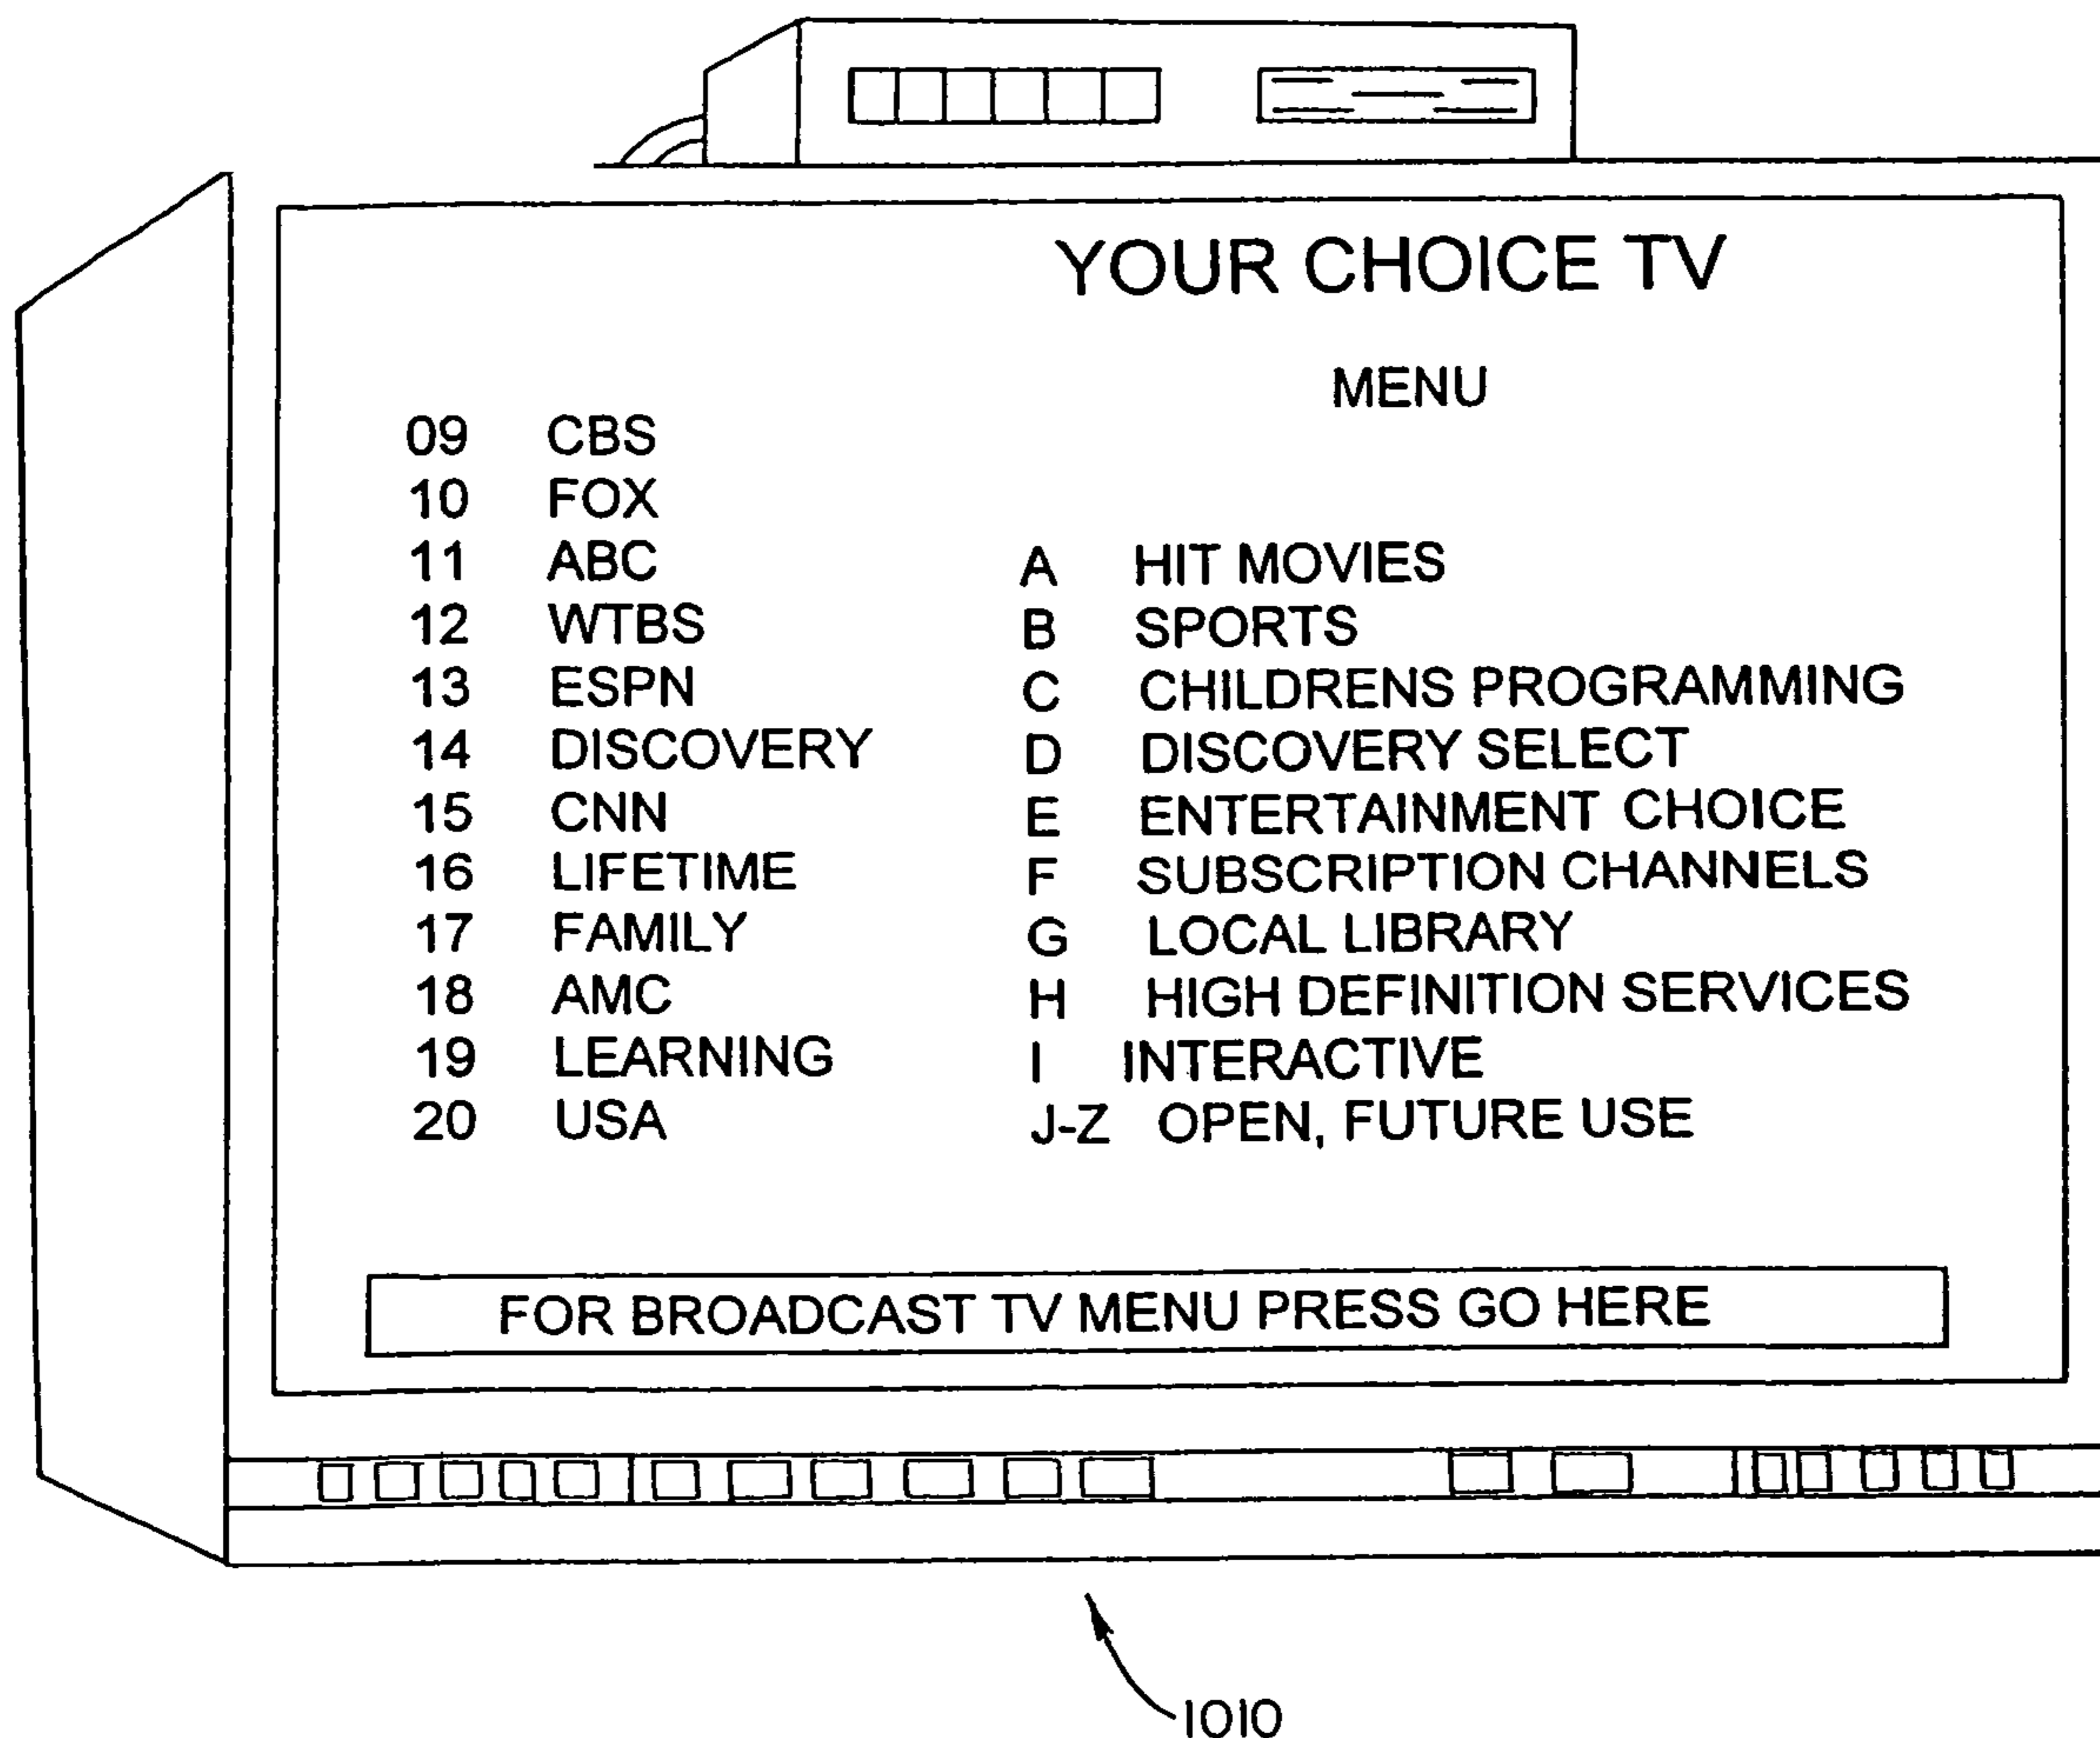 YOUR CHOICE TV
MENU
09 CBS
10 FOX
11 ABC
12 WTBS
13 ESPN
14 DISCOVERY
15 CNN
16 LIFETIME
17 FAMILY
18 AMC
19 LEARNING
20 USA
A HIT MOVIES
B SPORTS
C CHILDRENS PROGRAMMING
D DISCOVERY SELECT
E ENTERTAINMENT CHOICE
F SUBSCRIPTION CHANNELS
G LOCAL LIBRARY
H HIGH DEFINITION SERVICES
I INTERACTIVE
J-Z OPEN, FUTURE USE
FOR BROADCAST TV MENU PRESS GO HERE
1010